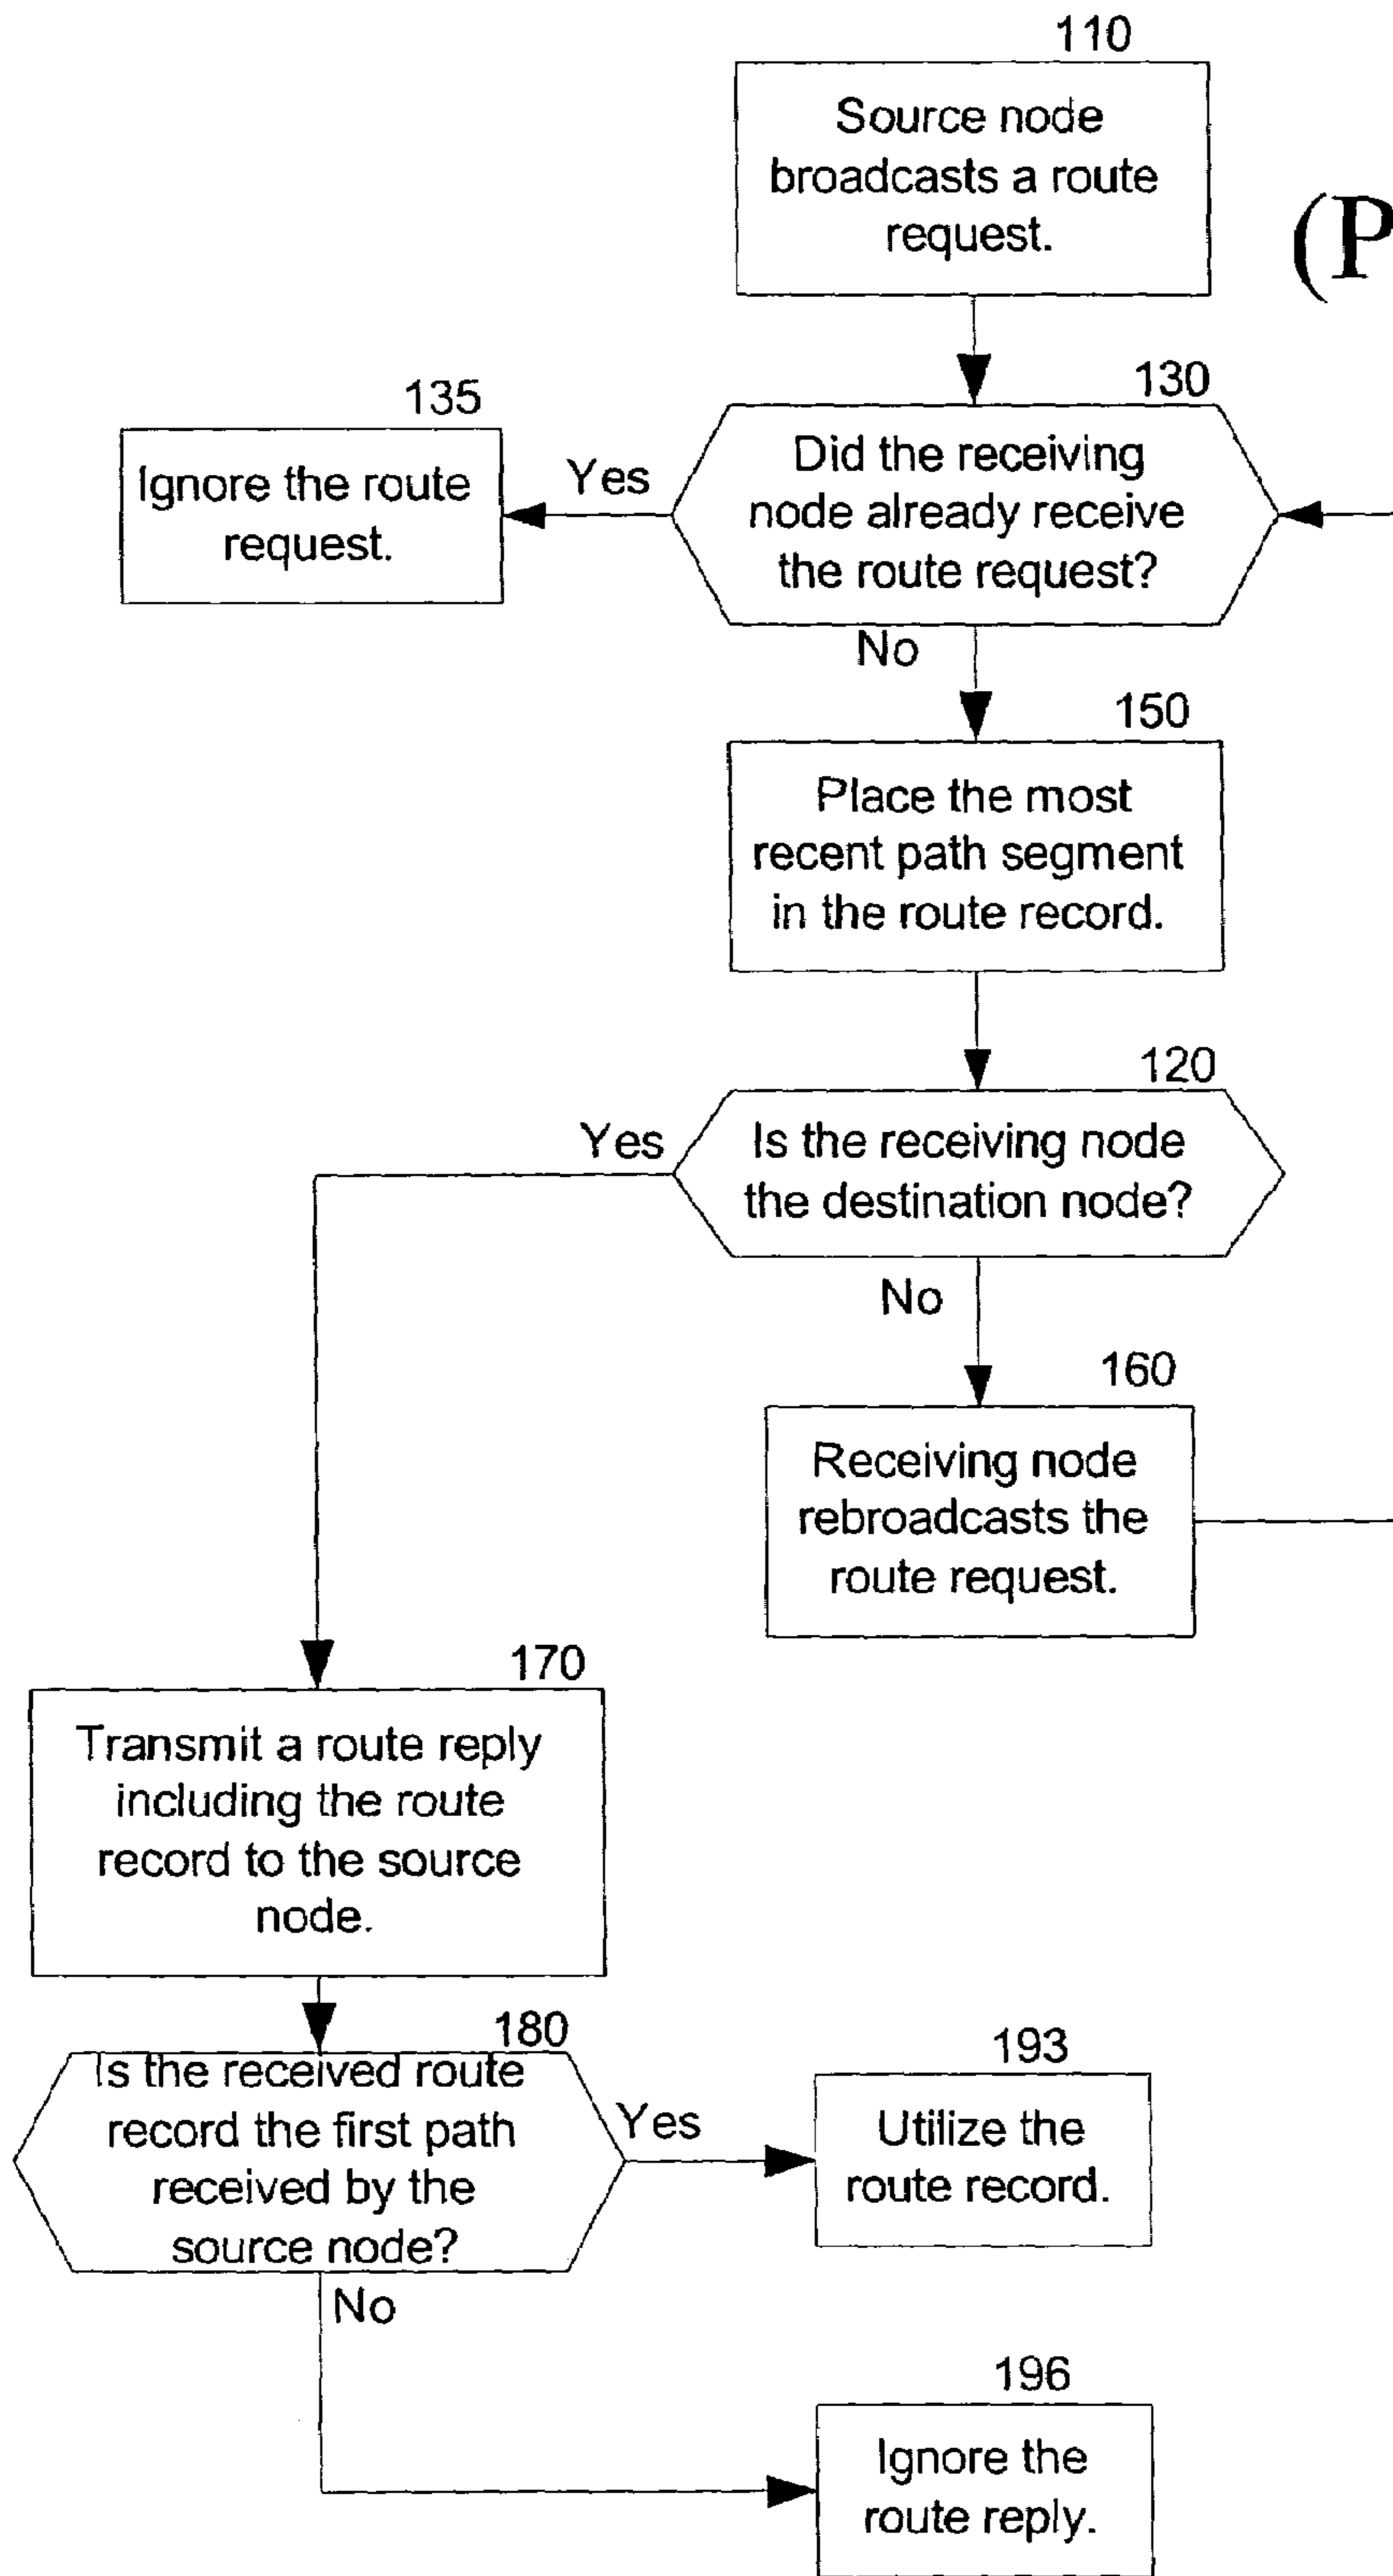 110
Source node
broadcasts a route
request.
(P
130
Did the receiving
node already receive
the route request?
Yes
135
Ignore the route
request.
No
150
Place the most
recent path segment
in the route record.
120
Is the receiving node
the destination node?
Yes
No
160
Receiving node
rebroadcasts the
route request.
170
Transmit a route reply
including the route
record to the source
node.
180
Is the received route
record the first path
received by the
source node?
Yes
193
Utilize the
route record.
No
196
Ignore the
route reply.